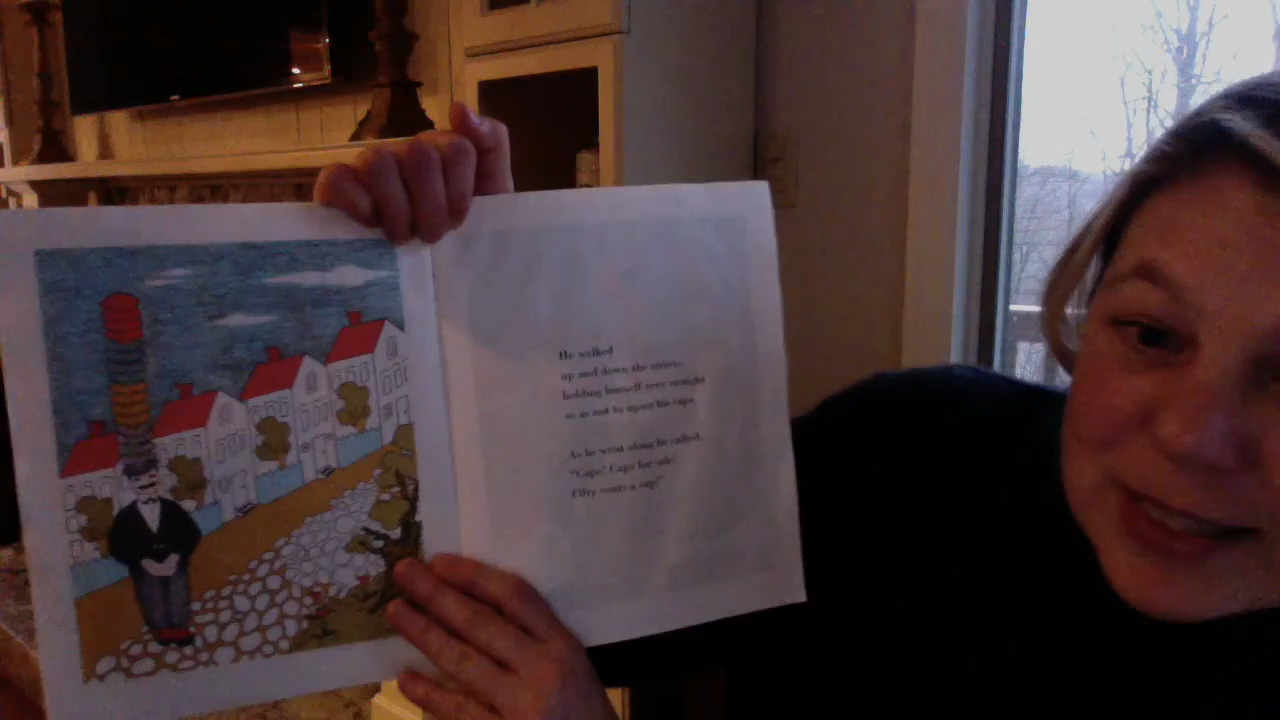 He walked
up and down the streets,
holding himself very straight
so as not to upset his caps.
As he went along he called,
"Caps! Caps for sale!
Fifty cents a cap!"